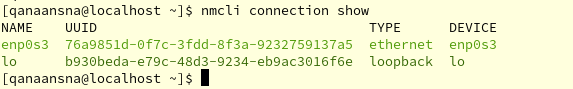 [qanaansna@localhost ~]$ nmcli connection show
NAME    UUID                                  TYPE      DEVICE
enp0s3  76a9851d-0f7c-3fdd-8f3a-9232759137a5  ethernet  enp0s3
lo      b930beda-e79c-48d3-9234-eb9ac3016f6e  loopback  lo
[qanaansna@localhost ~]$